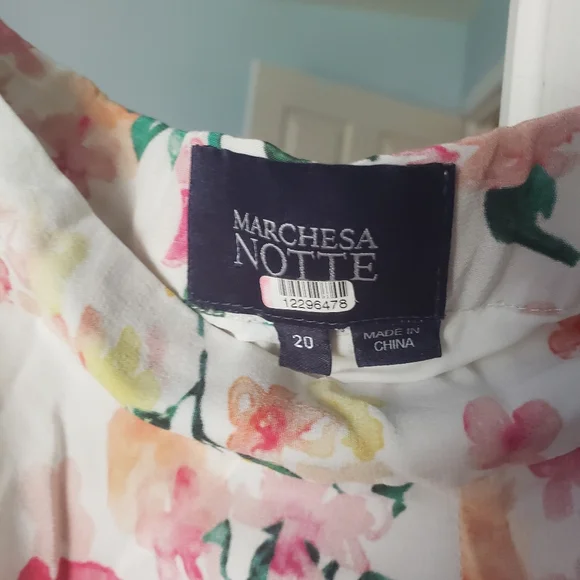 MARCHESA
NOTTE
12296478
20
MADE IN
CHINA